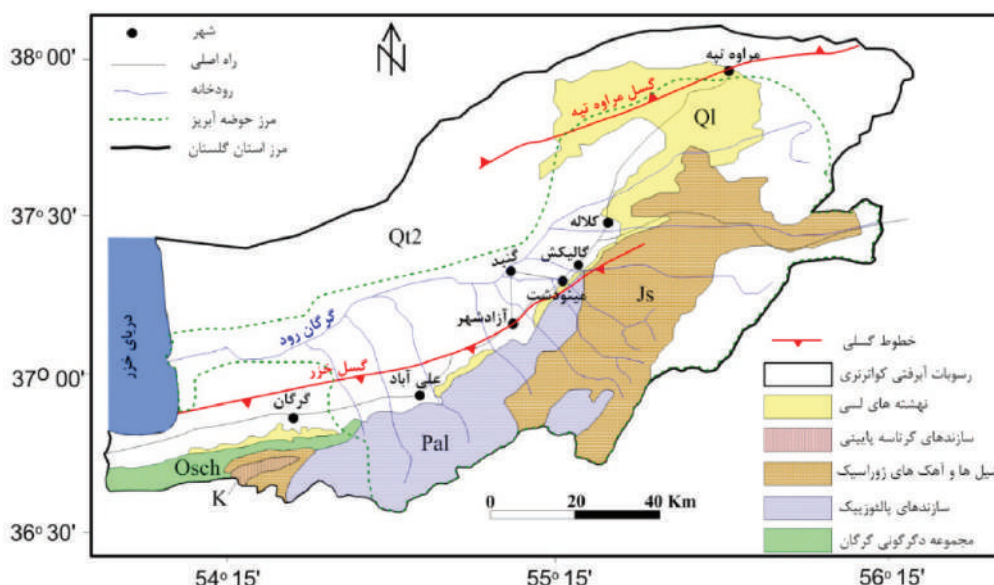 شهر
راه اصلی
رودخانه
مرز حوضه آبریز
مرز استان گلستان
N
38° 00'
37° 30'
37° 00'
36° 30'
54° 15'
55° 15'
56° 15'
مراوه تپه
گسل مراوه تپه
Ql
Qt2
کلاله
گالیکش
گنبد
مینودشت
Js
آزادشهر
گرگان رود
دریای خزر
گسل خزر
علی آباد
گرگان
Pal
Osch
K
0 20 40 Km
خطوط گسلی
رسوبات آبرفتی کواترنری
نهشته های لسی
سازندهای کرتاسه پایینی
شیل ها و آهک های ژوراسیک
سازندهای پالئوزییک
مجموعه دگرگونی گرگان